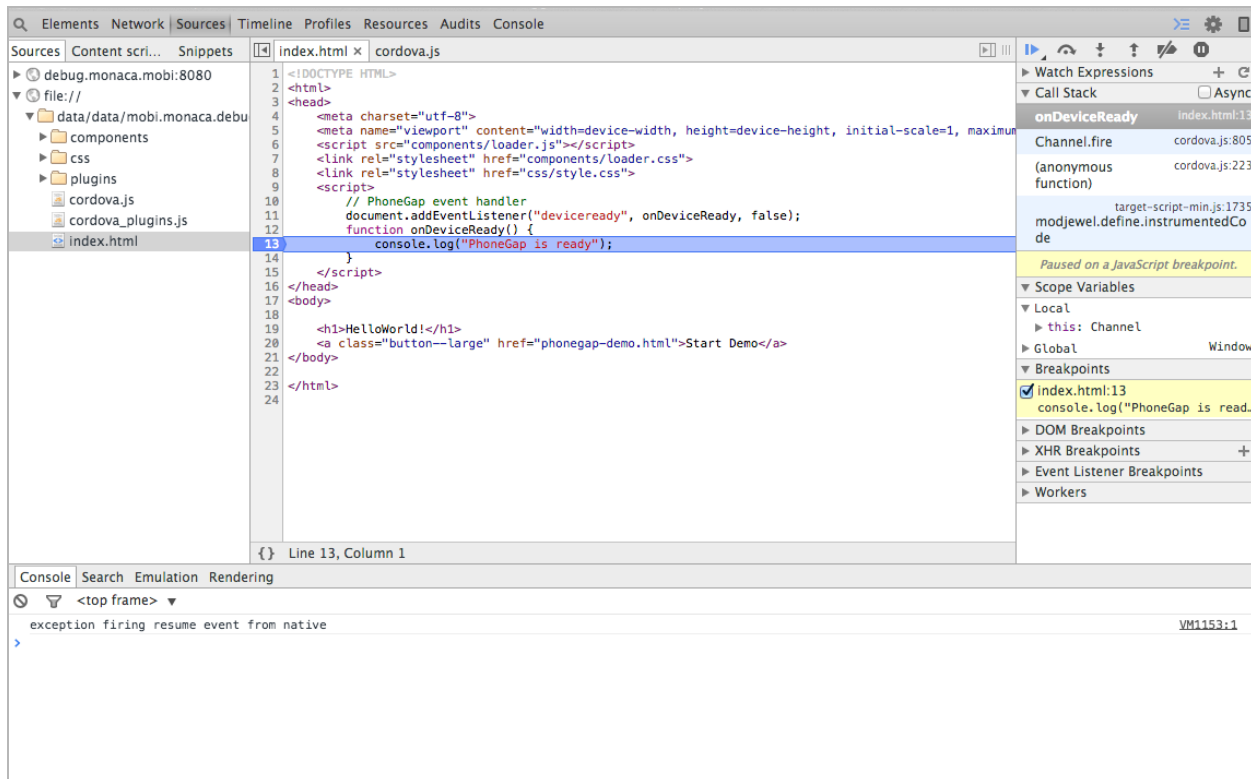 Elements Network Sources Timeline Profiles Resources Audits Console
Sources Content scri... Snippets
index.html × cordova.js
debug.monaca.mobi:8080
file://
data/data/mobi.monaca.debu
components
css
plugins
cordova.js
cordova_plugins.js
index.html
1 <!DOCTYPE HTML>
2 <html>
3 <head>
4 <meta charset="utf-8">
5 <meta name="viewport" content="width=device-width, height=device-height, initial-scale=1, maximum
6 <script src="components/loader.js"></script>
7 <link rel="stylesheet" href="components/loader.css">
8 <link rel="stylesheet" href="css/style.css">
9 <script>
10 // PhoneGap event handler
11 document.addEventListener("deviceready", onDeviceReady, false);
12 function onDeviceReady() {
13 console.log("PhoneGap is ready");
14 }
15 </script>
16 </head>
17 <body>
18
19 <h1>HelloWorld!</h1>
20 <a class="button--large" href="phonegap-demo.html">Start Demo</a>
21 </body>
22
23 </html>
24
{} Line 13, Column 1
Watch Expressions + C
Call Stack Async
onDeviceReady index.html:13
Channel.fire cordova.js:805
(anonymous function) cordova.js:223
target-script-min.js:1735
modjewel.define.instrumentedCo
de
Paused on a JavaScript breakpoint.
Scope Variables
Local
this: Channel
Global Window
Breakpoints
index.html:13
console.log("PhoneGap is read…
DOM Breakpoints
XHR Breakpoints +
Event Listener Breakpoints
Workers
Console Search Emulation Rendering
<top frame> ▼
exception firing resume event from native VM1153:1
>